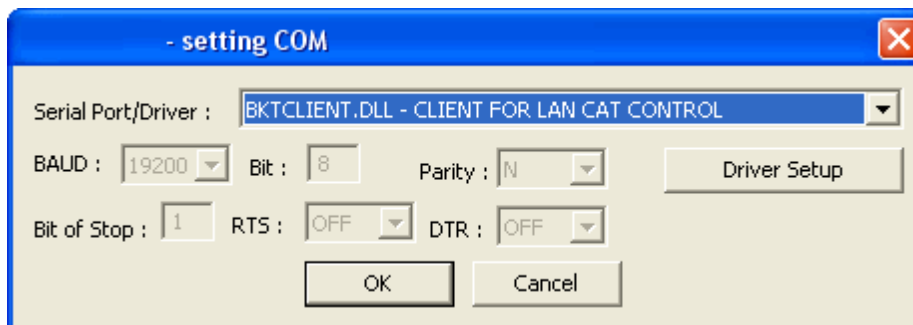 - setting COM
Serial Port/Driver : BKTCLIENT.DLL - CLIENT FOR LAN CAT CONTROL
BAUD : 19200 Bit : 8 Parity : N Driver Setup
Bit of Stop : 1 RTS : OFF DTR : OFF
OK Cancel